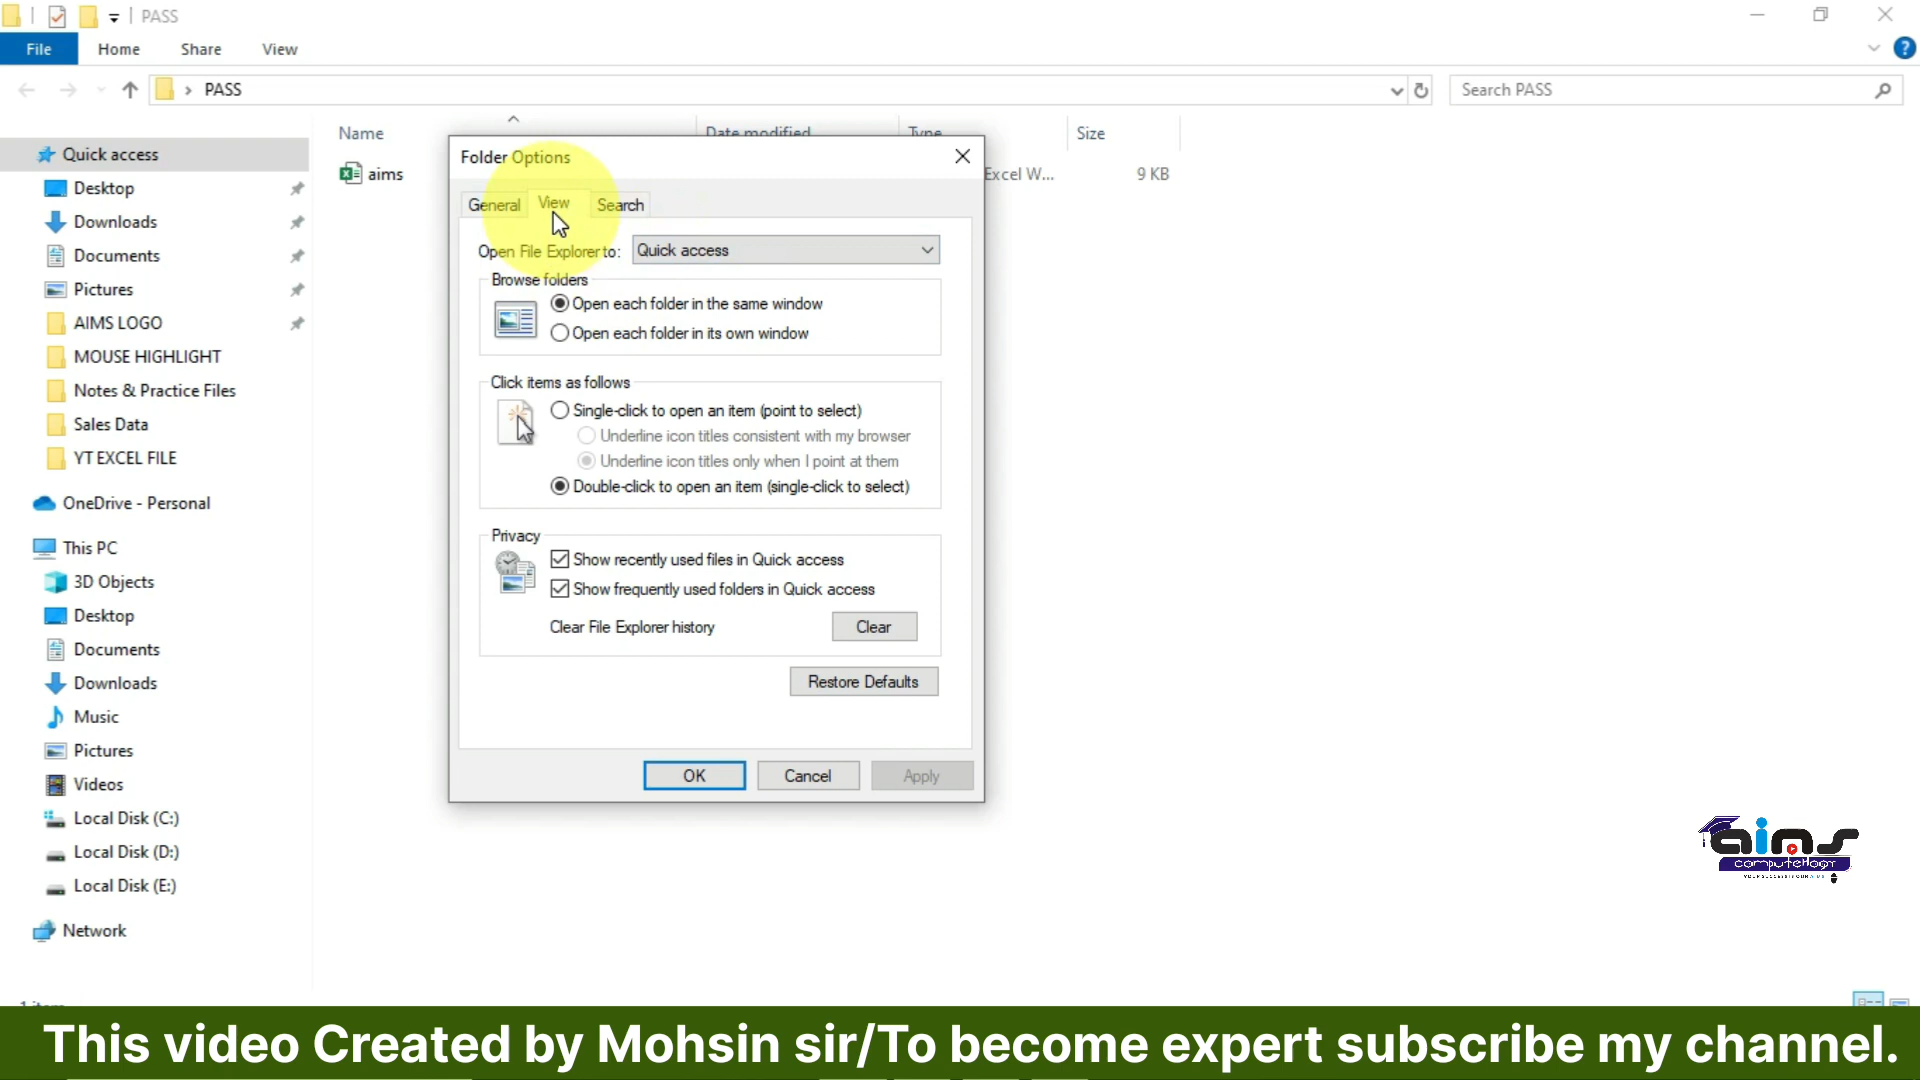 PASS
File Home Share View
PASS
Search PASS
Name Date modified Type Size
aims Excel W... 9 KB
Quick access
Desktop
Downloads
Documents
Pictures
AIMS LOGO
MOUSE HIGHLIGHT
Notes & Practice Files
Sales Data
YT EXCEL FILE
OneDrive - Personal
This PC
3D Objects
Desktop
Documents
Downloads
Music
Pictures
Videos
Local Disk (C:)
Local Disk (D:)
Local Disk (E:)
Network
Folder Options
General View Search
Open File Explorer to: Quick access
Browse folders
Open each folder in the same window
Open each folder in its own window
Click items as follows
Single-click to open an item (point to select)
Underline icon titles consistent with my browser
Underline icon titles only when I point at them
Double-click to open an item (single-click to select)
Privacy
Show recently used files in Quick access
Show frequently used folders in Quick access
Clear File Explorer history Clear
Restore Defaults
OK Cancel Apply
aims
computelogy
1 item
This video Created by Mohsin sir/To become expert subscribe my channel.